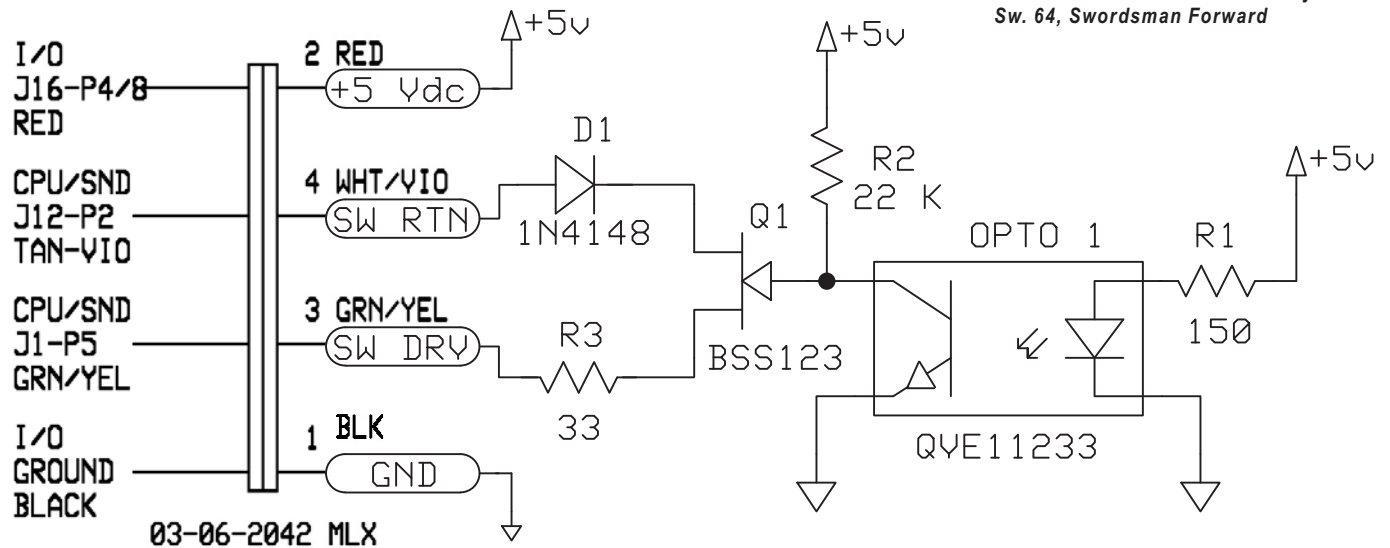 Sw. 64, Swordsman Forward
I/O
J16-P4/8
RED
2 RED
+5 Vdc
+5v
CPU/SND
J12-P2
TAN-VIO
4 WHT/VIO
SW RTN
D1
1N4148
CPU/SND
J1-P5
GRN/YEL
3 GRN/YEL
SW DRV
R3
33
I/O
GROUND
BLACK
1 BLK
GND
03-06-2042 MLX
+5v
R2
22 K
Q1
BSS123
OPTO 1
QVE11233
R1
150
+5v